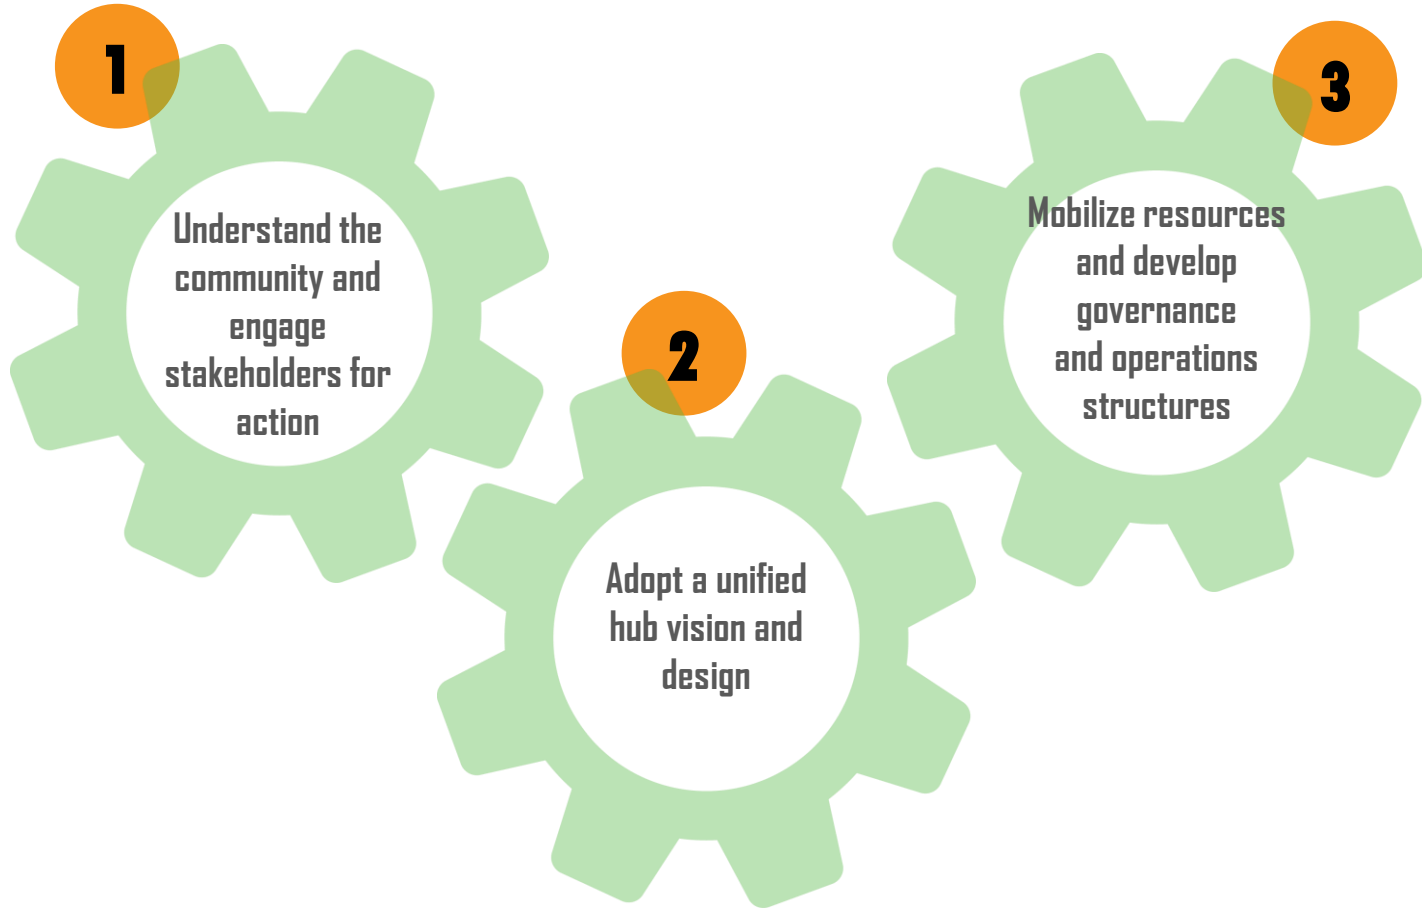 1
Understand the
community and
engage
stakeholders for
action
2
Adopt a unified
hub vision and
design
3
Mobilize resources
and develop
governance
and operations
structures